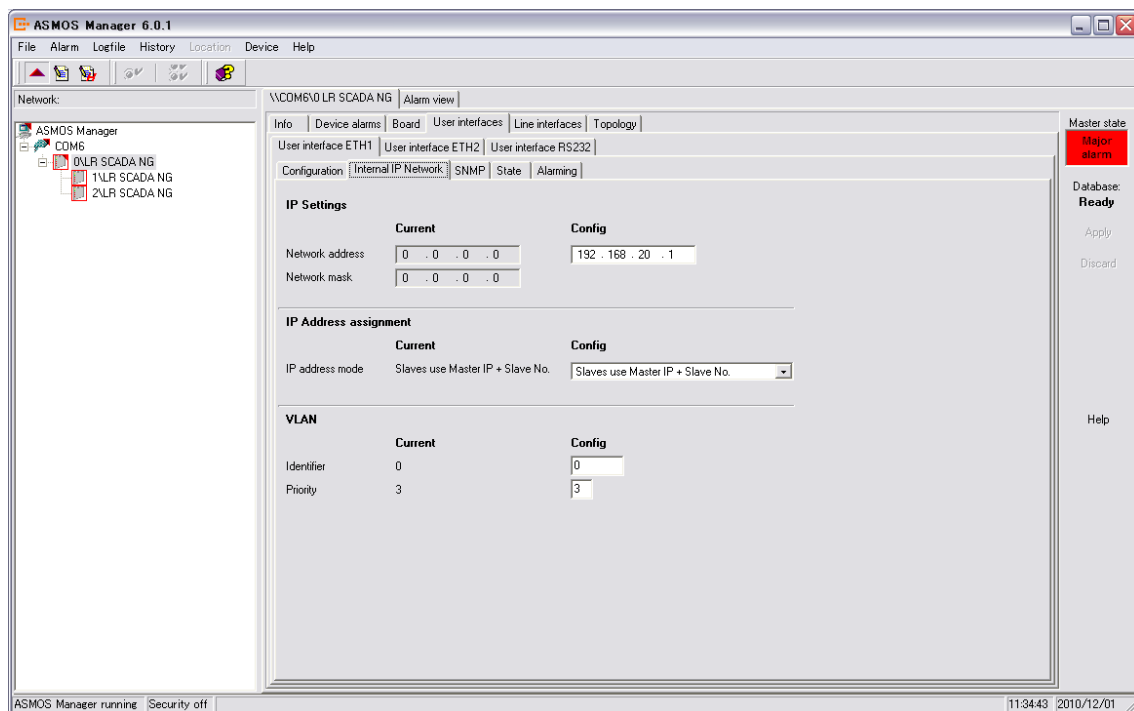 ASMOS Manager 6.0.1
File Alarm Logfile History Location Device Help
Network:
ASMOS Manager
COM6
0\LR SCADA NG
1\LR SCADA NG
2\LR SCADA NG
\\COM6\0 LR SCADA NG Alarm view
Info Device alarms Board User interfaces Line interfaces Topology
User interface ETH1 User interface ETH2 User interface RS232
Configuration Internal IP Network SNMP State Alarming
IP Settings
Current Config
Network address 0 . 0 . 0 . 0 192 . 168 . 20 . 1
Network mask 0 . 0 . 0 . 0
IP Address assignment
Current Config
IP address mode Slaves use Master IP + Slave No. Slaves use Master IP + Slave No.
VLAN
Current Config
Identifier 0 0
Priority 3 3
Master state
Major
alarm
Database:
Ready
Apply
Discard
Help
ASMOS Manager running Security off 11:34:43 2010/12/01